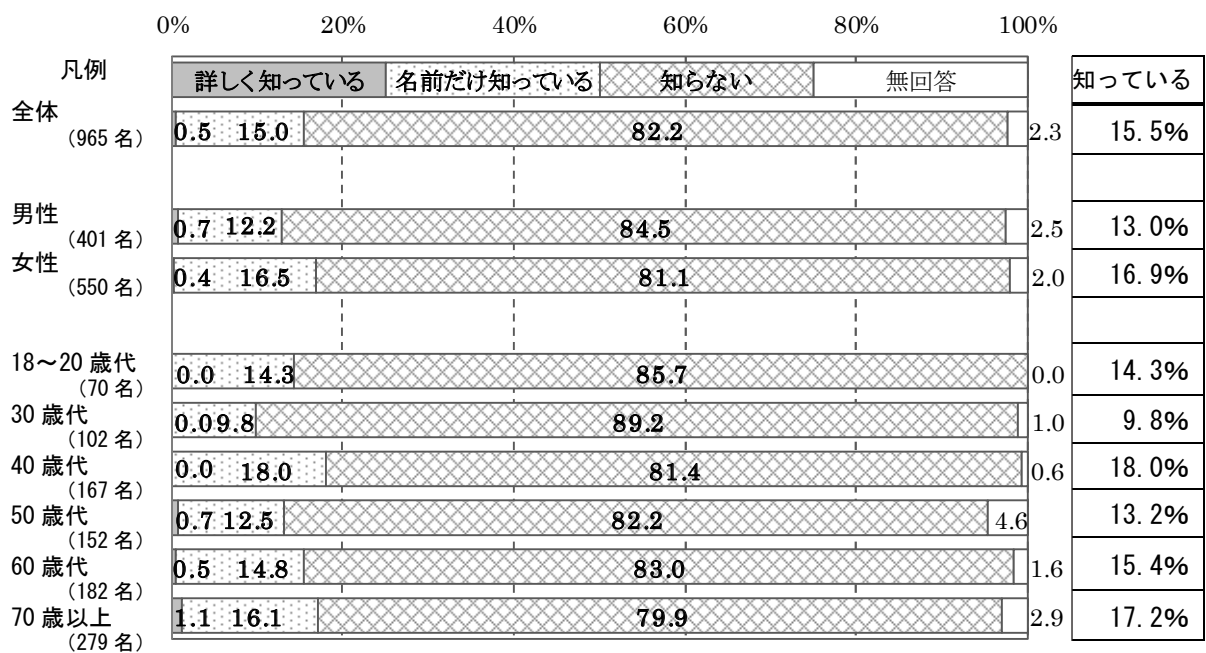 0% 20% 40% 60% 80% 100%
凡例 詳しく知っている 名前だけ知っている 知らない 無回答 知っている
全体
(965 名) 0.5 15.0 82.2 2.3 15.5%
男性
(401 名) 0.7 12.2 84.5 2.5 13.0%
女性
(550 名) 0.4 16.5 81.1 2.0 16.9%
18～20 歳代
(70 名) 0.0 14.3 85.7 0.0 14.3%
30 歳代
(102 名) 0.0 9.8 89.2 1.0 9.8%
40 歳代
(167 名) 0.0 18.0 81.4 0.6 18.0%
50 歳代
(152 名) 0.7 12.5 82.2 4.6 13.2%
60 歳代
(182 名) 0.5 14.8 83.0 1.6 15.4%
70 歳以上
(279 名) 1.1 16.1 79.9 2.9 17.2%